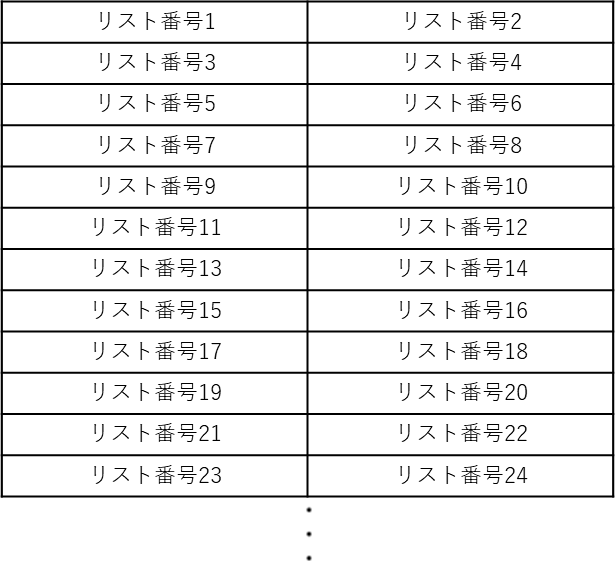 リスト番号1 リスト番号2
リスト番号3 リスト番号4
リスト番号5 リスト番号6
リスト番号7 リスト番号8
リスト番号9 リスト番号10
リスト番号11 リスト番号12
リスト番号13 リスト番号14
リスト番号15 リスト番号16
リスト番号17 リスト番号18
リスト番号19 リスト番号20
リスト番号21 リスト番号22
リスト番号23 リスト番号24
・
・
・